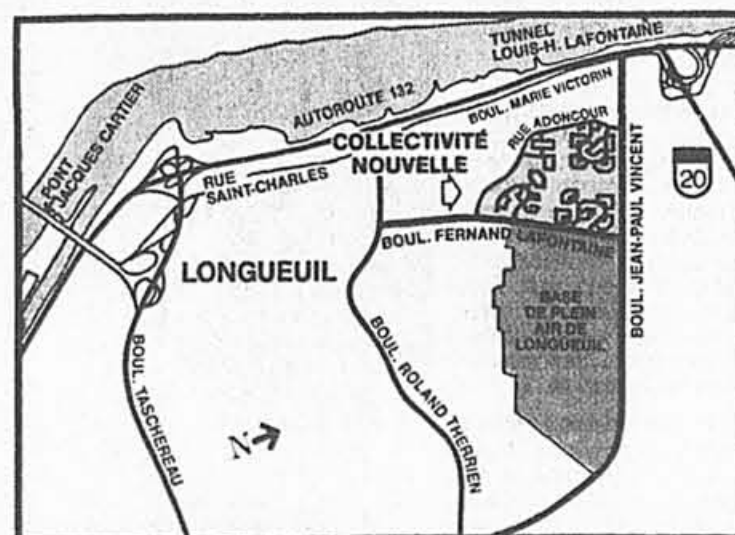 TUNNEL
LOUIS-H. LAFONTAINE
AUTOROUTE 132
BOUL. MARIE VICTORIN
PONT
JACQUES CARTIER
COLLECTIVITÉ
NOUVELLE
RUE ADONCOUR
RUE
SAINT-CHARLES
20
BOUL. JEAN-PAUL VINCENT
BOUL. FERNAND LAFONTAINE
LONGUEUIL
BASE
DE PLEIN
AIR DE
LONGUEUIL
BOUL. TASCHEREAU
BOUL. ROLAND THERRIEN
N